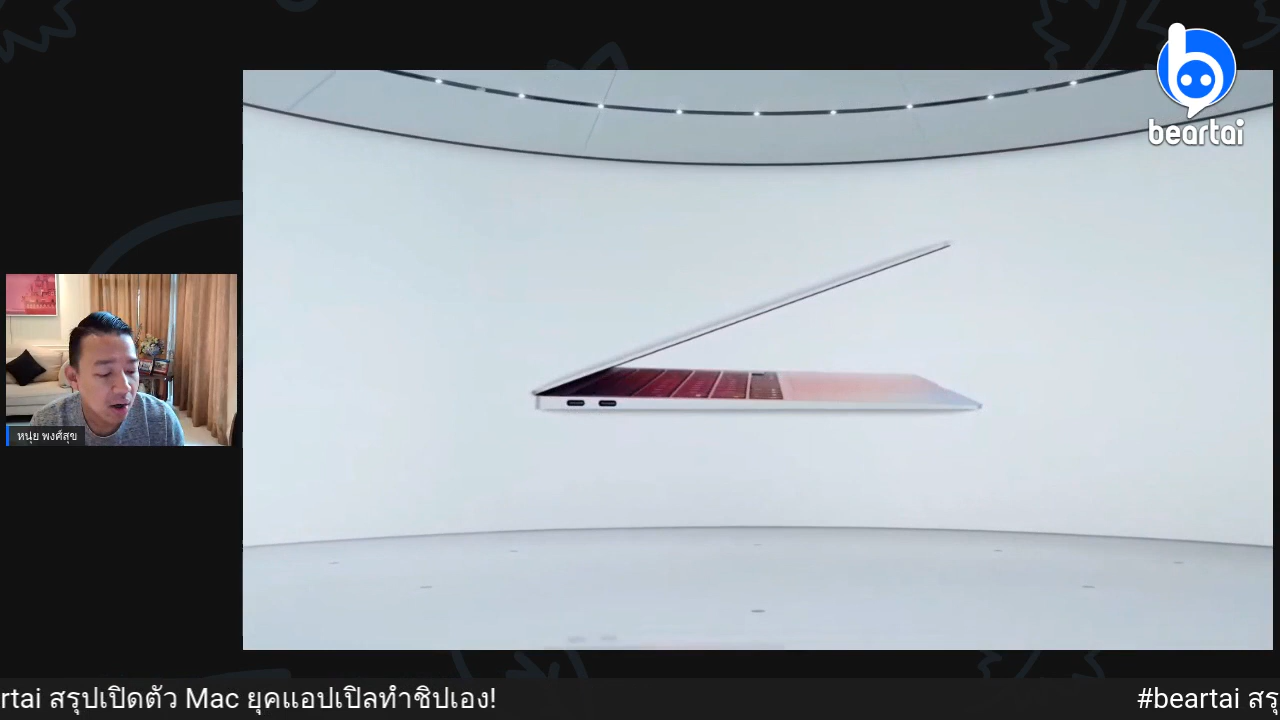 beartai
หนุ่ย พงศ์สุข
rtai สรุปเปิดตัว Mac ยุคแอปเปิลทำชิปเอง!
#beartai สรุ